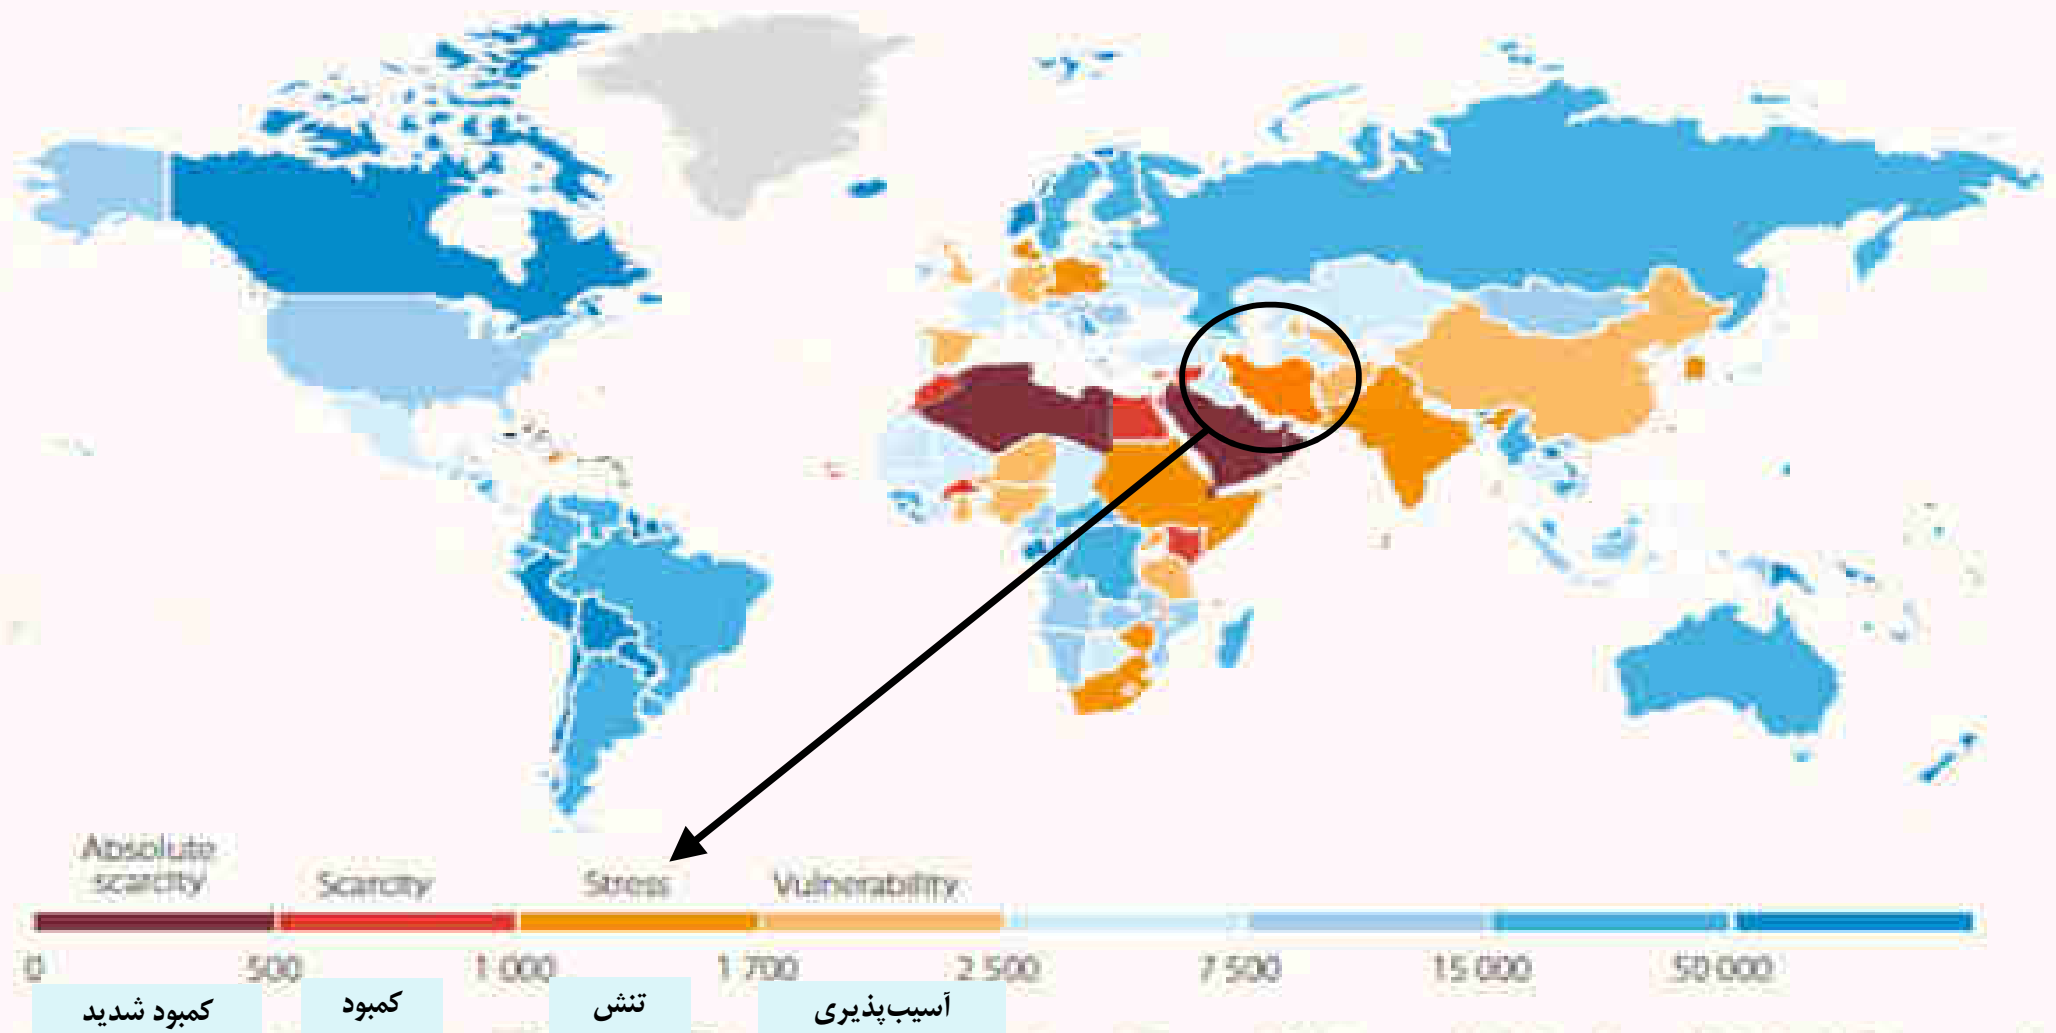 Absolute
scarcity
Scarcity
Stress
Vulnerability
0 500 1 000 1 700 2 500 7 500 15 000 50 000
کمبود شدید
کمبود
تنش
آسیب‌پذیری